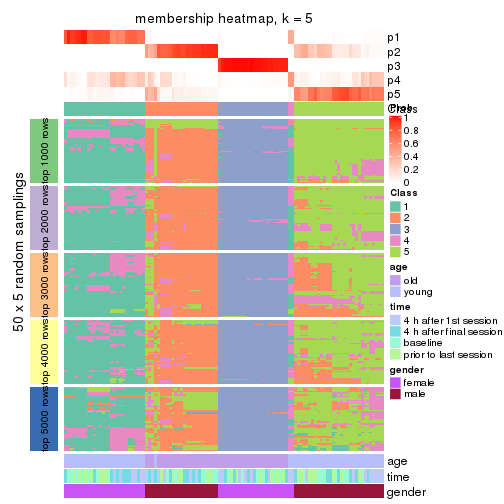 membership heatmap, k = 5
p1
p2
p3
p4
p5
Class
Prob
1
0.8
0.6
0.4
0.2
0
Class
1
2
3
4
5
age
old
young
time
4 h after 1st session
4 h after final session
baseline
prior to last session
gender
female
male
50 x 5 random samplings
top 1000 rows
top 2000 rows
top 3000 rows
top 4000 rows
top 5000 rows
age
time
gender